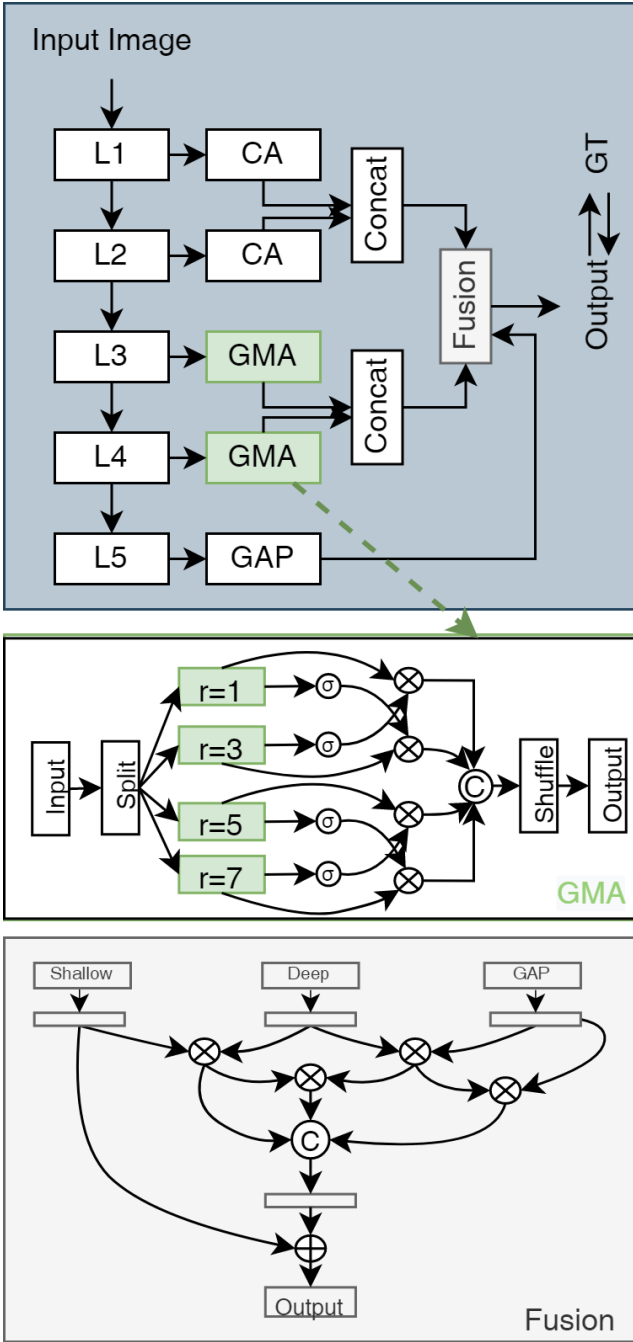 Input Image
L1
CA
L2
CA
Concat
L3
GMA
L4
GMA
Concat
L5
GAP
Fusion
Output
GT
Input
Split
r=1
r=3
r=5
r=7
σ
σ
σ
σ
C
Shuffle
Output
GMA
Shallow
Deep
GAP
C
Output
Fusion